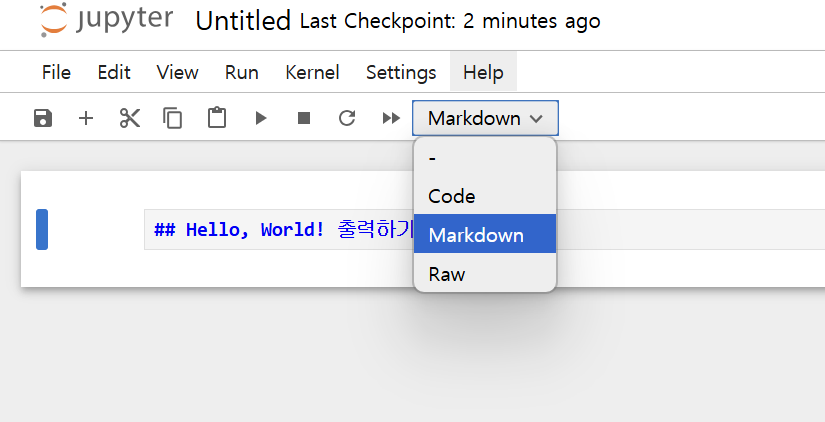 jupyter Untitled Last Checkpoint: 2 minutes ago
File Edit View Run Kernel Settings Help
Markdown
-
Code
## Hello, World! 출력하기
Markdown
Raw